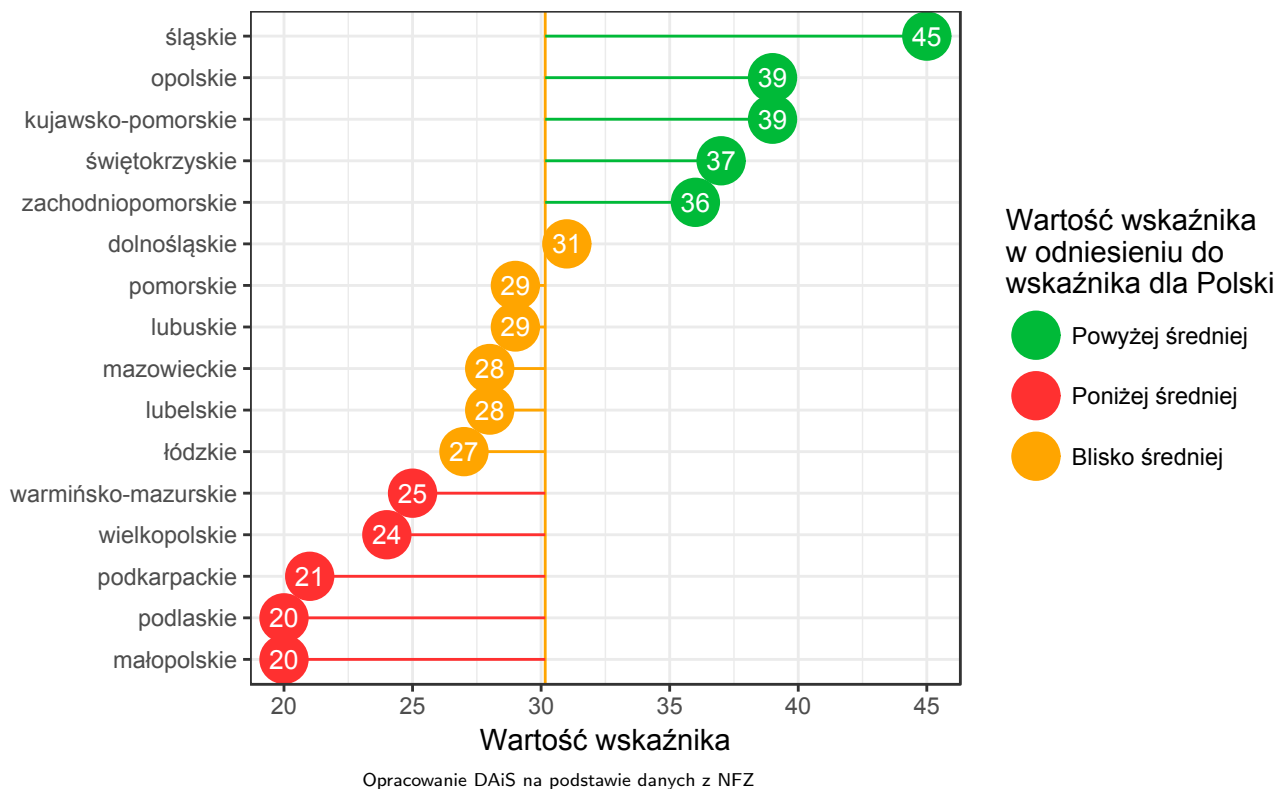 śląskie 45
opolskie 39
kujawsko-pomorskie 39
świętokrzyskie 37
zachodniopomorskie 36
dolnośląskie 31
pomorskie 29
lubuskie 29
mazowieckie 28
lubelskie 28
łódzkie 27
warmińsko-mazurskie 25
wielkopolskie 24
podkarpackie 21
podlaskie 20
małopolskie 20
20 25 30 35 40 45
Wartość wskaźnika
Opracowanie DAiS na podstawie danych z NFZ
Wartość wskaźnika
w odniesieniu do
wskaźnika dla Polski
Powyżej średniej
Poniżej średniej
Blisko średniej